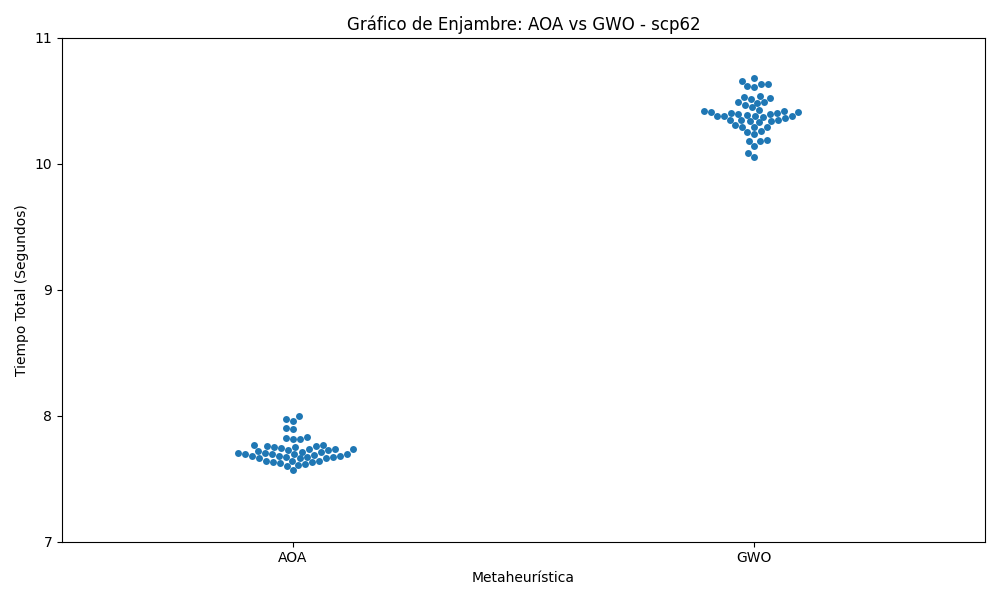 Gráfico de Enjambre: AOA vs GWO - scp62
11
10
9
8
7
Tiempo Total (Segundos)
AOA
GWO
Metaheurística